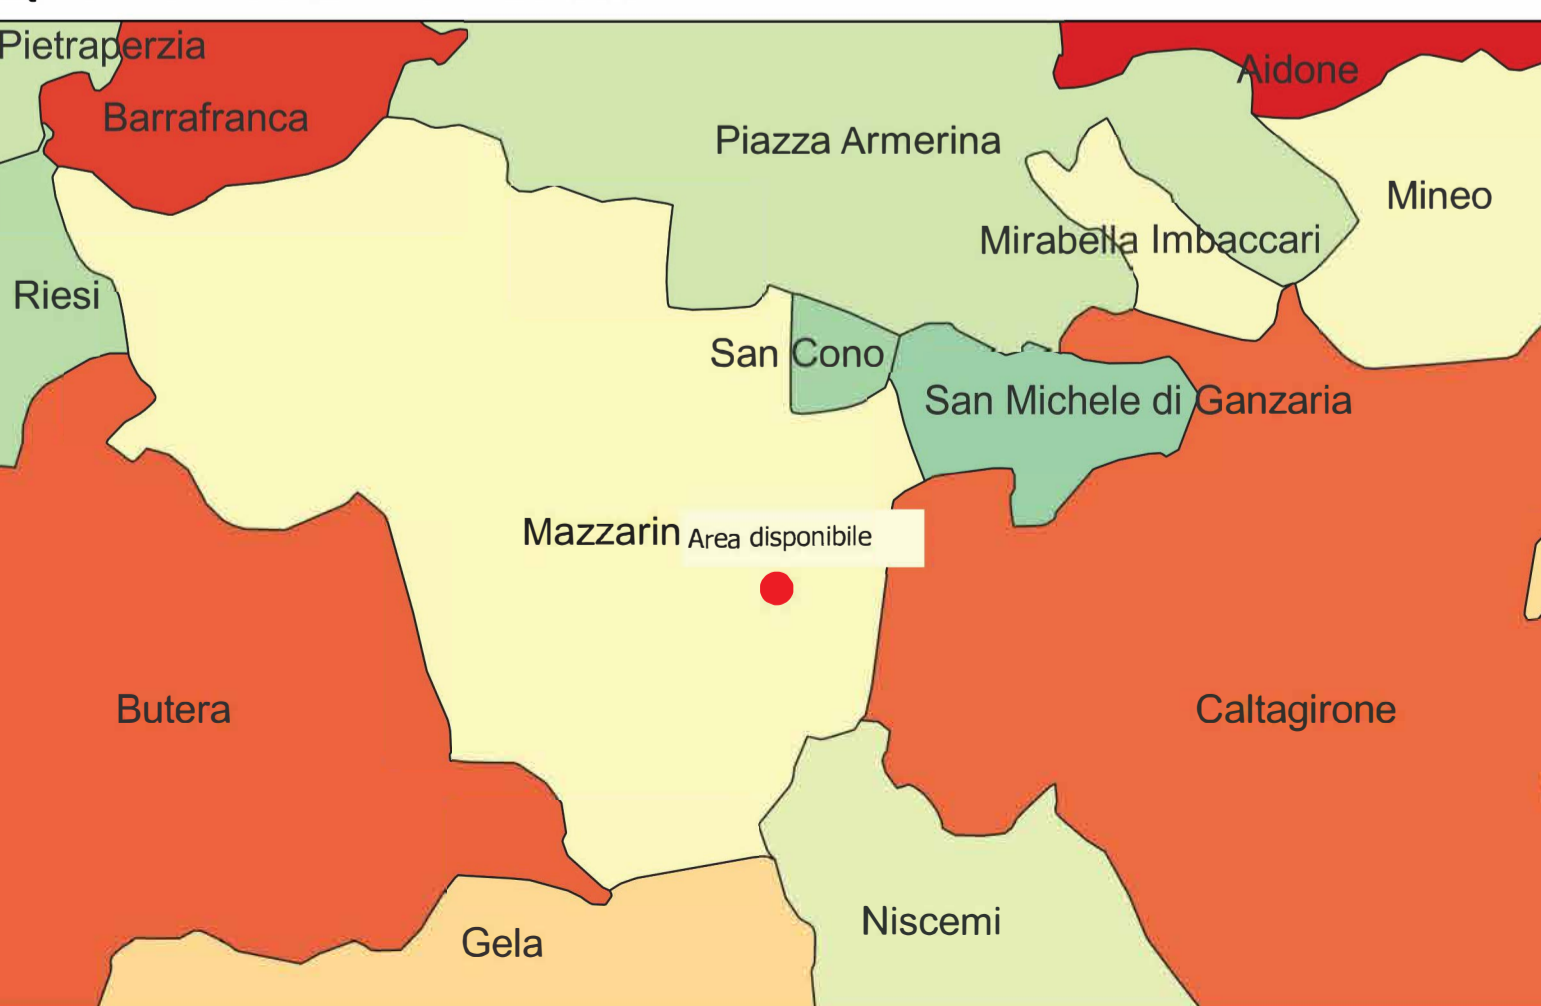 Pietraperzia
Aidone
Barrafranca
Piazza Armerina
Mineo
Mirabella Imbaccari
Riesi
San Cono
San Michele di Ganzaria
Mazzarin
Area disponibile
Butera
Caltagirone
Niscemi
Gela